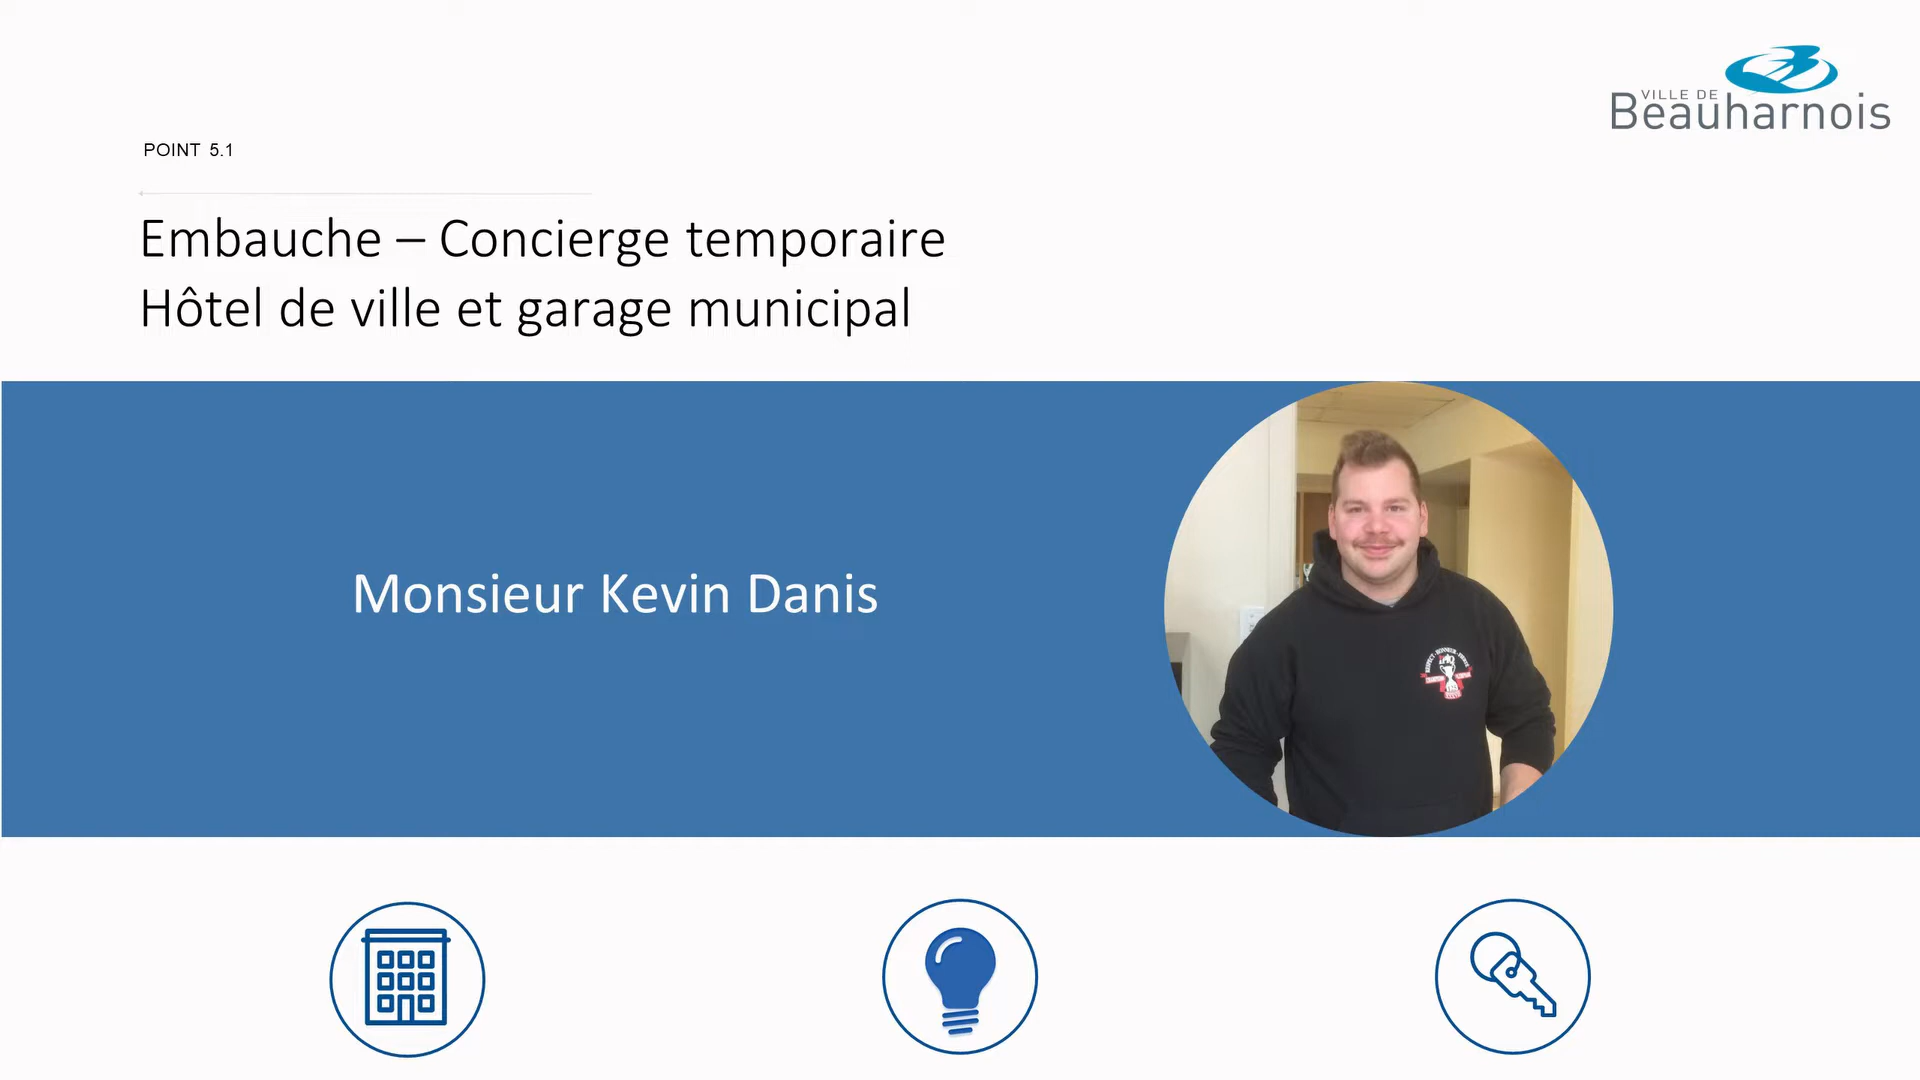 VILLE DE
Beauharnois
POINT 5.1
Embauche – Concierge temporaire
Hôtel de ville et garage municipal
Monsieur Kevin Danis